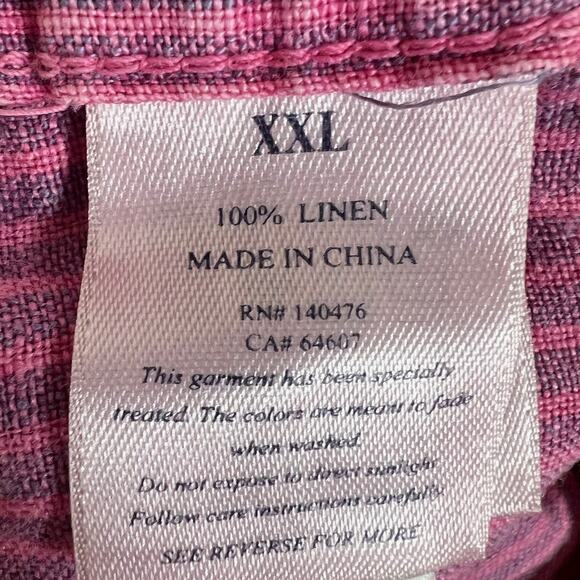 XXL
100% LINEN
MADE IN CHINA
RN# 140476
CA# 64607
This garment has been specially
treated. The colors are meant to fade
when washed.
Do not expose to direct sunlight
Follow care instructions carefully.
SEE REVERSE FOR MORE